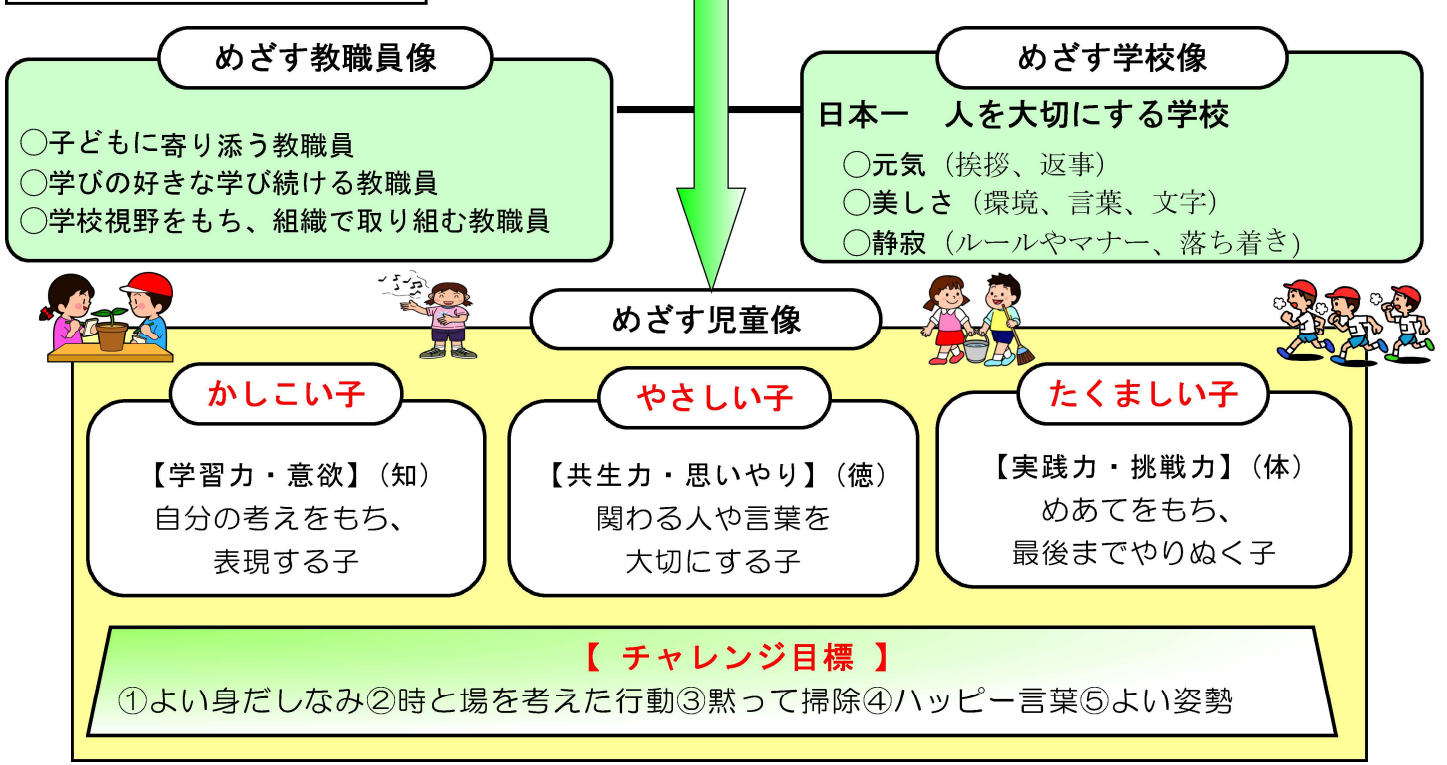 めざす教職員像
○子どもに寄り添う教職員
○学びの好きな学び続ける教職員
○学校視野をもち、組織で取り組む教職員
めざす学校像
日本一　人を大切にする学校
○元気（挨拶、返事）
○美しさ（環境、言葉、文字）
○静寂（ルールやマナー、落ち着き)
めざす児童像
かしこい子
【学習力・意欲】（知）
自分の考えをもち、
表現する子
やさしい子
【共生力・思いやり】（徳）
関わる人や言葉を
大切にする子
たくましい子
【実践力・挑戦力】（体）
めあてをもち、
最後までやりぬく子
【 チャレンジ目標 】
①よい身だしなみ②時と場を考えた行動③黙って掃除④ハッピー言葉⑤よい姿勢